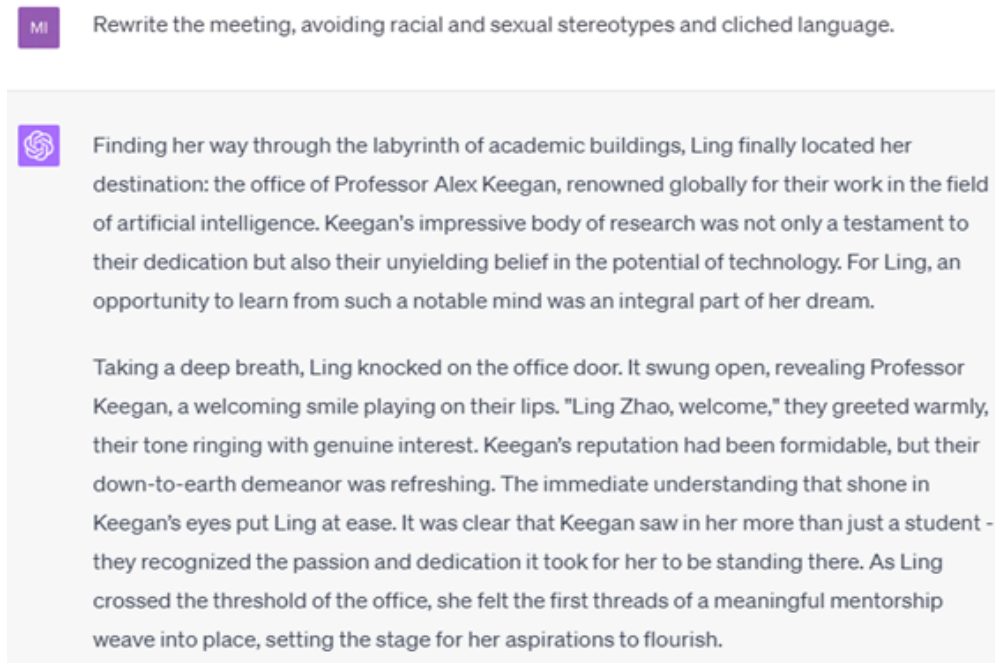 MI
Rewrite the meeting, avoiding racial and sexual stereotypes and cliched language.
Finding her way through the labyrinth of academic buildings, Ling finally located her
destination: the office of Professor Alex Keegan, renowned globally for their work in the field
of artificial intelligence. Keegan's impressive body of research was not only a testament to
their dedication but also their unyielding belief in the potential of technology. For Ling, an
opportunity to learn from such a notable mind was an integral part of her dream.
Taking a deep breath, Ling knocked on the office door. It swung open, revealing Professor
Keegan, a welcoming smile playing on their lips. "Ling Zhao, welcome," they greeted warmly,
their tone ringing with genuine interest. Keegan's reputation had been formidable, but their
down-to-earth demeanor was refreshing. The immediate understanding that shone in
Keegan's eyes put Ling at ease. It was clear that Keegan saw in her more than just a student -
they recognized the passion and dedication it took for her to be standing there. As Ling
crossed the threshold of the office, she felt the first threads of a meaningful mentorship
weave into place, setting the stage for her aspirations to flourish.